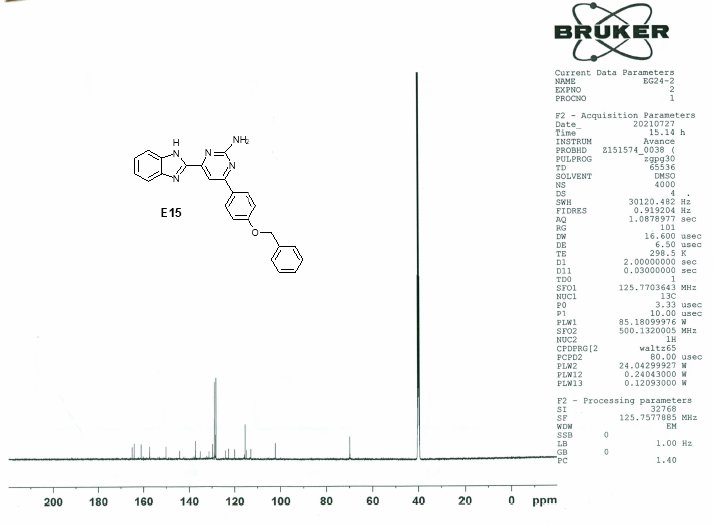 BRUKER
Current Data Parameters
NAME EG24-2
EXPNO 2
PROCNO 1
F2 - Acquisition Parameters
Date_ 20210727
Time 15.14 h
INSTRUM Avance
PROBHD Z151574_0038 (
PULPROG zgpg30
TD 65536
SOLVENT DMSO
NS 4000
DS 4
SWH 30120.482 Hz
FIDRES 0.919204 Hz
AQ 1.0878977 sec
RG 101
DW 16.600 usec
DE 6.50 usec
TE 298.5 K
D1 2.00000000 sec
D11 0.03000000 sec
TD0 1
SFO1 125.7703643 MHz
NUC1 13C
P0 3.33 usec
P1 10.00 usec
PLW1 85.18099976 W
SFO2 500.1320005 MHz
NUC2 1H
CPDPRG[2 waltz65
PCPD2 80.00 usec
PLW2 24.04299927 W
PLW12 0.24043000 W
PLW13 0.12093000 W
F2 - Processing parameters
SI 32768
SF 125.7577885 MHz
WDW EM
SSB 0
LB 1.00 Hz
GB 0
PC 1.40
H
N
N
NH₂
N
N
E15
O
200 180 160 140 120 100 80 60 40 20 0 ppm